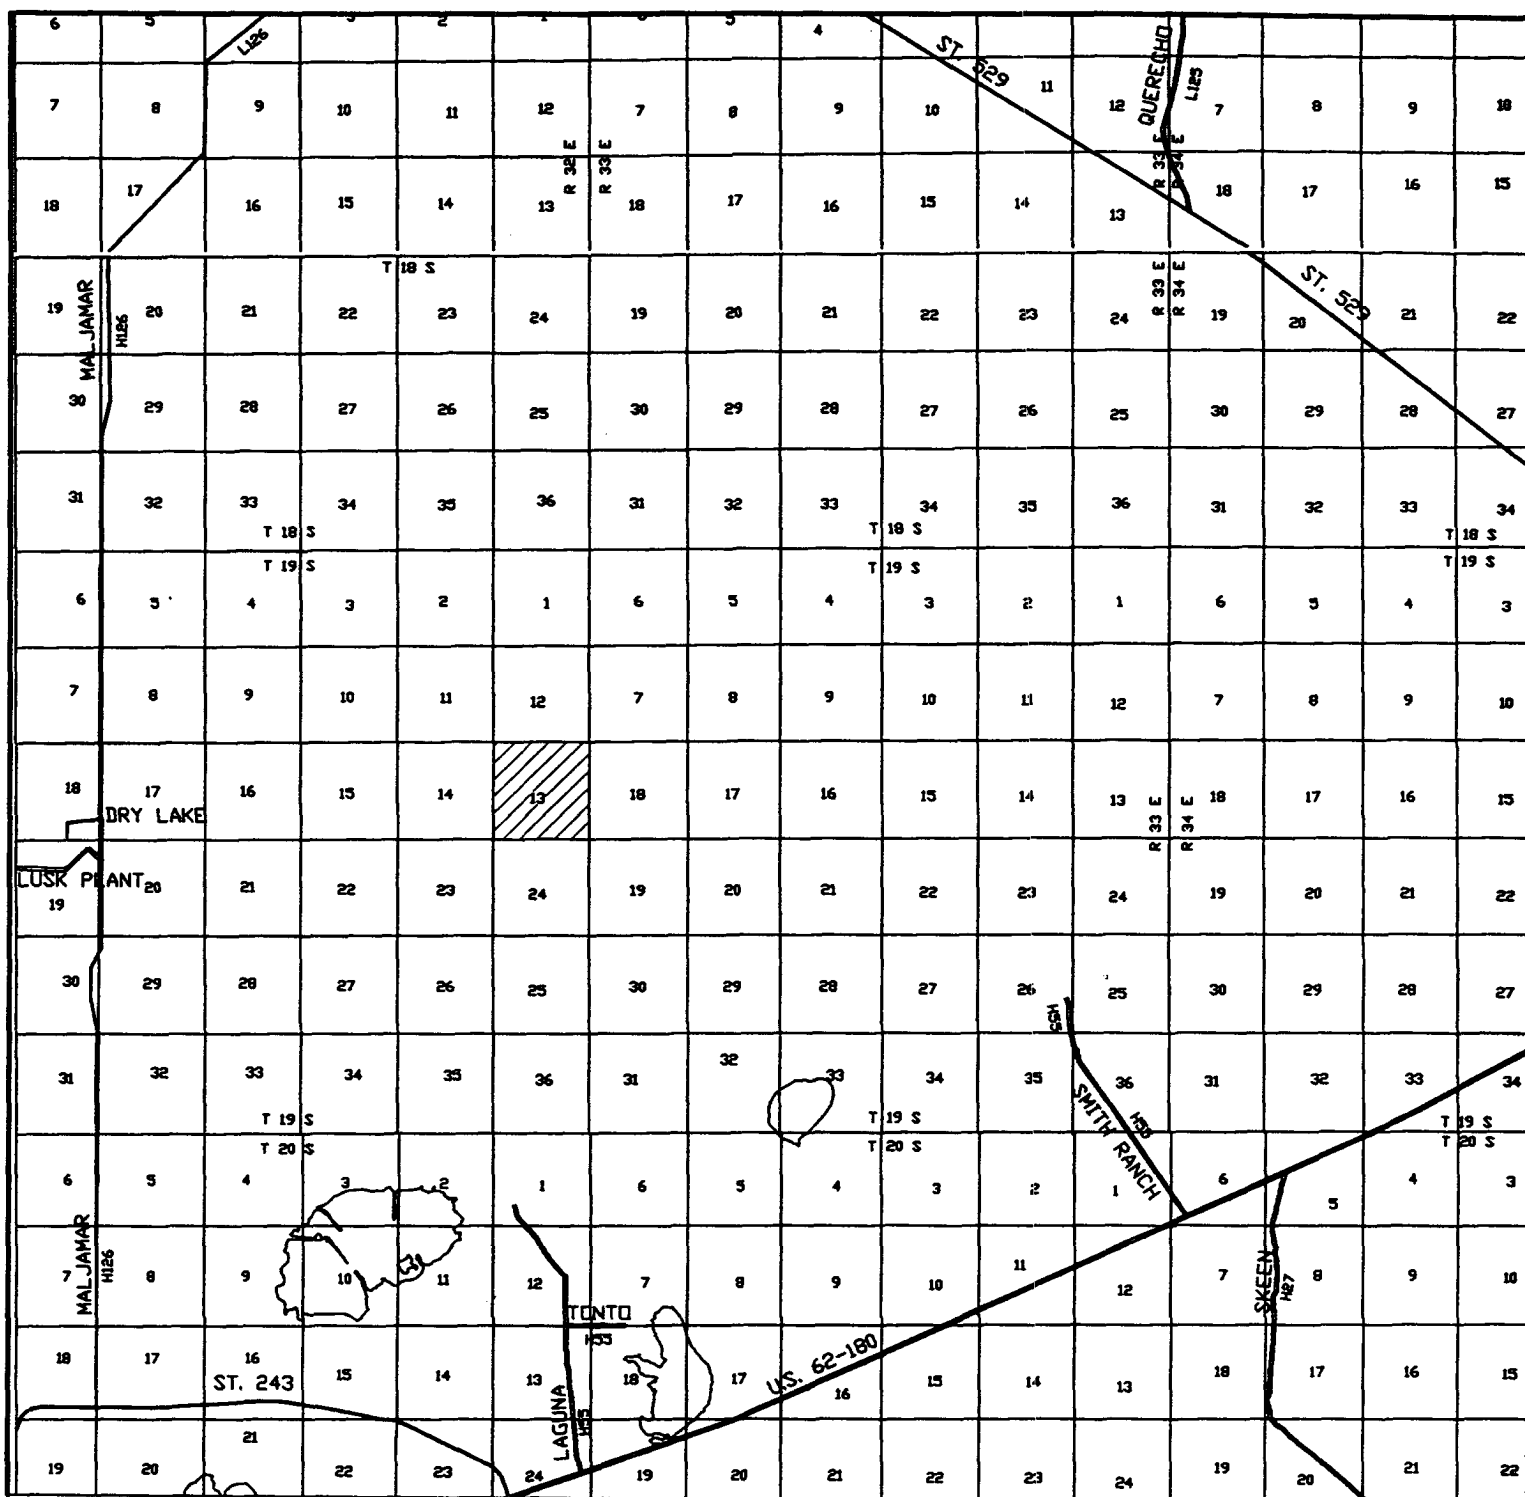 6 5 3 2 1 6 5 4
L126
ST. 529
QUERECHO
L125
7 8 9 10 11 12 7 8 9 10 11 12 7 8 9 10
R 32 E
R 33 E
R 33 E
R 34 E
18 17 16 15 14 13 18 17 16 15 14 13 18 17 16 15
T 18 S
R 33 E
R 34 E
ST. 529
MALJAMAR
H126
19 20 21 22 23 24 19 20 21 22 23 24 19 20 21 22
30 29 28 27 26 25 30 29 28 27 26 25 30 29 28 27
31 32 33 34 35 36 31 32 33 34 35 36 31 32 33 34
T 18 S T 18 S T 18 S
T 19 S T 19 S T 19 S
6 5 4 3 2 1 6 5 4 3 2 1 6 5 4 3
7 8 9 10 11 12 7 8 9 10 11 12 7 8 9 10
18 17 16 15 14 13 18 17 16 15 14 13 18 17 16 15
R 33 E
R 34 E
DRY LAKE
LUSK PLANT
19 20 21 22 23 24 19 20 21 22 23 24 19 20 21 22
30 29 28 27 26 25 30 29 28 27 26 25 30 29 28 27
H55
31 32 33 34 35 36 31 32 33 34 35 36 31 32 33 34
SMITH RANCH
T 19 S T 19 S T 19 S
T 20 S T 20 S T 20 S
6 5 4 3 2 1 6 5 4 3 2 1 6 5 4 3
MALJAMAR
H126
7 8 9 10 11 12 7 8 9 10 11 12 7 8 9 10
SKEEN
H27
TONTO
H55
U.S. 62-180
18 17 16 15 14 13 18 17 16 15 14 13 18 17 16 15
ST. 243
LAGUNA
H55
19 20 21 22 23 24 19 20 21 22 23 24 19 20 21 22